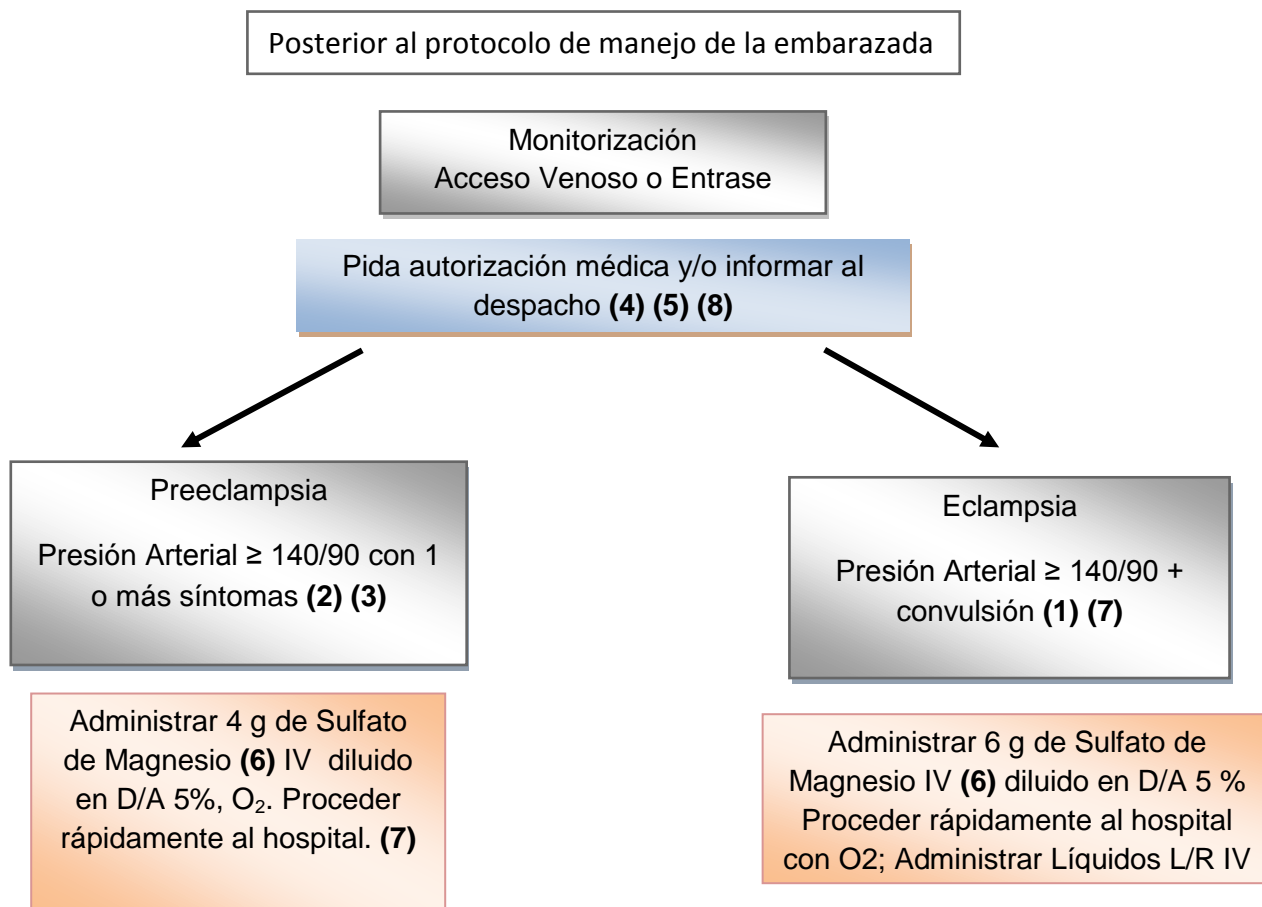 Posterior al protocolo de manejo de la embarazada
Monitorización
Acceso Venoso o Entrase
Pida autorización médica y/o informar al
despacho (4) (5) (8)
Preeclampsia
Presión Arterial ≥ 140/90 con 1
o más síntomas (2) (3)
Administrar 4 g de Sulfato
de Magnesio (6) IV diluido
en D/A 5%, O₂. Proceder
rápidamente al hospital. (7)
Eclampsia
Presión Arterial ≥ 140/90 +
convulsión (1) (7)
Administrar 6 g de Sulfato de
Magnesio IV (6) diluido en D/A 5 %
Proceder rápidamente al hospital
con O2; Administrar Líquidos L/R IV